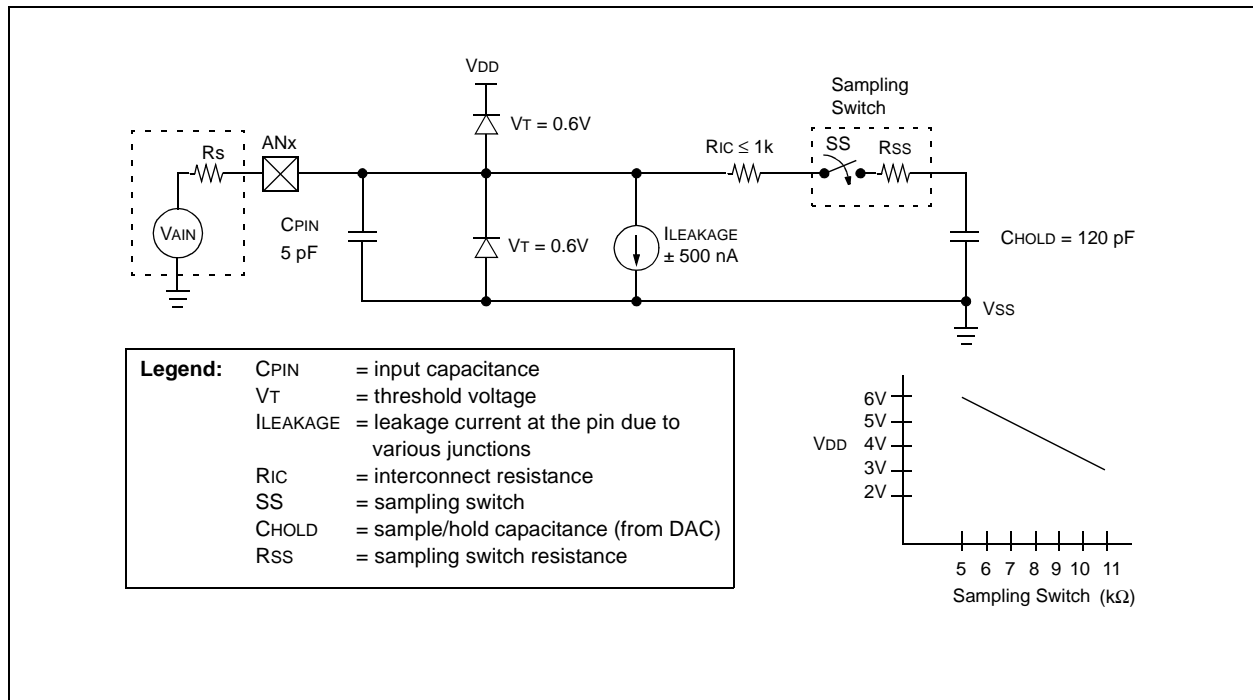 VDD
Sampling
Switch
VT = 0.6V
ANx
RIC ≤ 1k
SS
RSS
Rs
VAIN
CPIN
5 pF
VT = 0.6V
ILEAKAGE
± 500 nA
CHOLD = 120 pF
VSS
Legend: CPIN = input capacitance
VT = threshold voltage
ILEAKAGE = leakage current at the pin due to
various junctions
RIC = interconnect resistance
SS = sampling switch
CHOLD = sample/hold capacitance (from DAC)
RSS = sampling switch resistance
6V
5V
VDD 4V
3V
2V
5 6 7 8 9 10 11
Sampling Switch (kΩ)